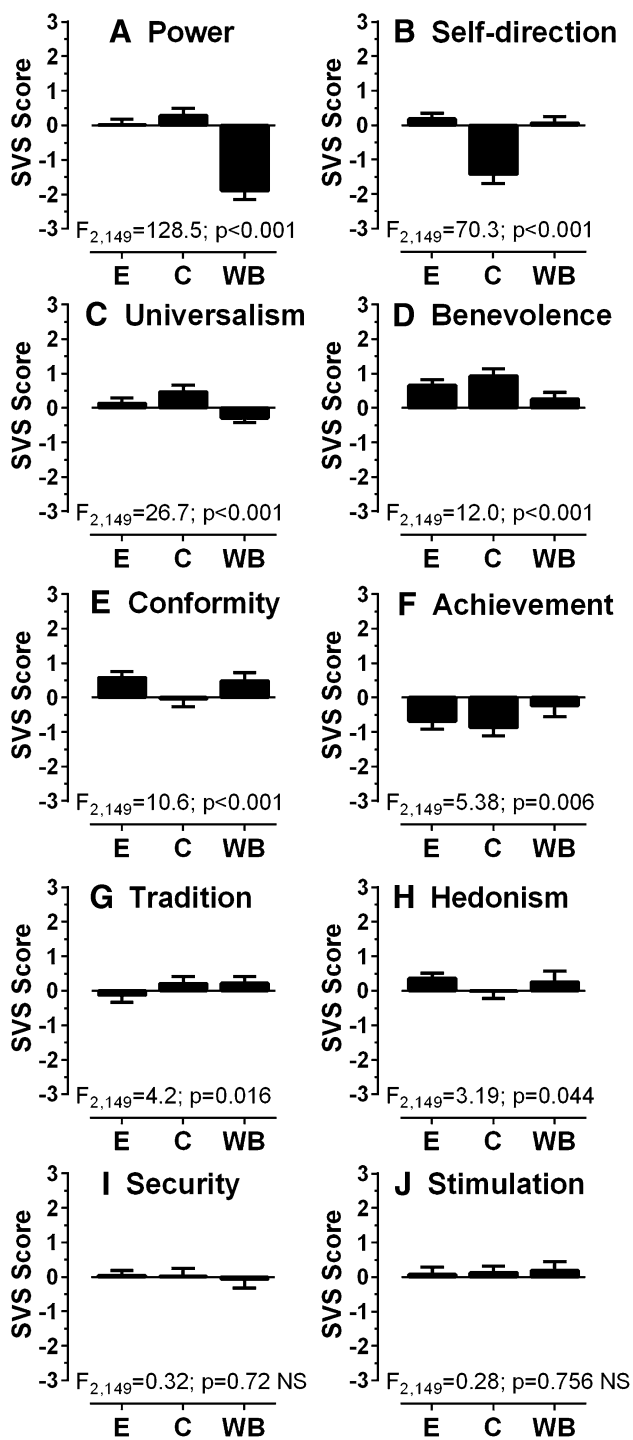 A Power
3
2
1
0
-1
-2
-3
SVS Score
F2,149=128.5; p<0.001
E C WB
B Self-direction
3
2
1
0
-1
-2
-3
SVS Score
F2,149=70.3; p<0.001
E C WB
C Universalism
3
2
1
0
-1
-2
-3
SVS Score
F2,149=26.7; p<0.001
E C WB
D Benevolence
3
2
1
0
-1
-2
-3
SVS Score
F2,149=12.0; p<0.001
E C WB
E Conformity
3
2
1
0
-1
-2
-3
SVS Score
F2,149=10.6; p<0.001
E C WB
F Achievement
3
2
1
0
-1
-2
-3
SVS Score
F2,149=5.38; p=0.006
E C WB
G Tradition
3
2
1
0
-1
-2
-3
SVS Score
F2,149=4.2; p=0.016
E C WB
H Hedonism
3
2
1
0
-1
-2
-3
SVS Score
F2,149=3.19; p=0.044
E C WB
I Security
3
2
1
0
-1
-2
-3
SVS Score
F2,149=0.32; p=0.72 NS
E C WB
J Stimulation
3
2
1
0
-1
-2
-3
SVS Score
F2,149=0.28; p=0.756 NS
E C WB